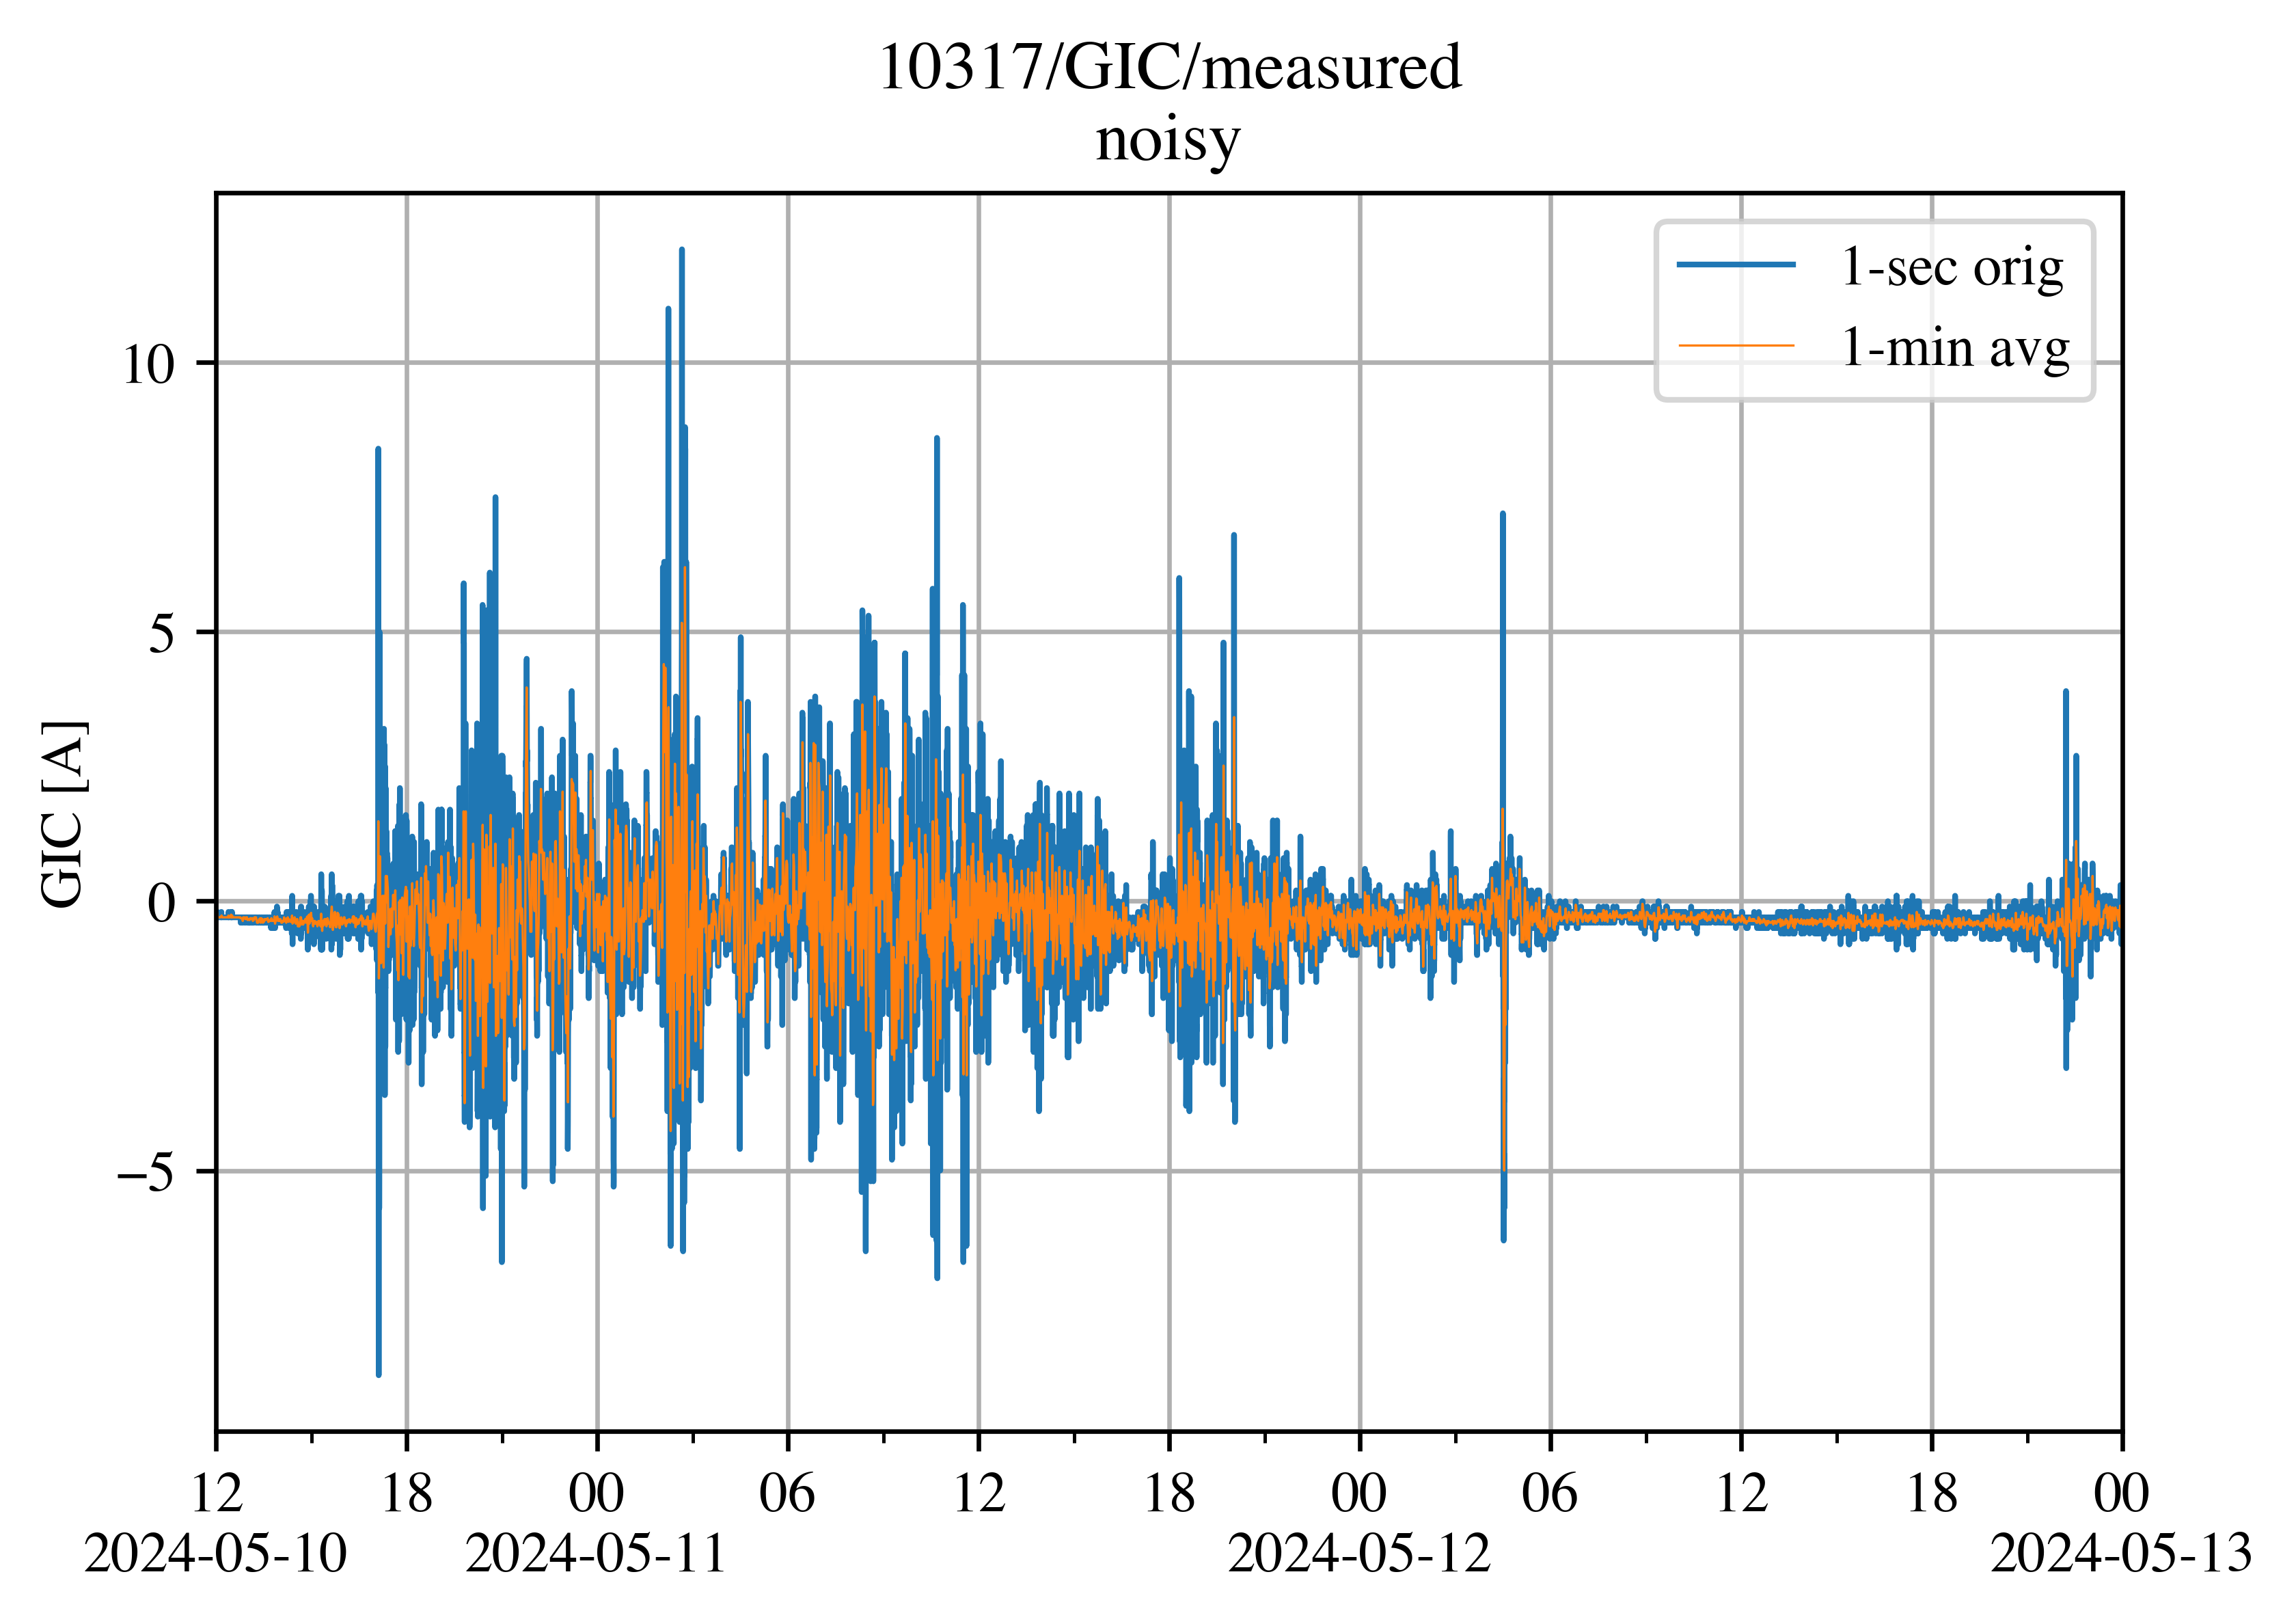 10317/GIC/measured
noisy
1-sec orig
1-min avg
GIC [A]
10
5
0
−5
12 18 00 06 12 18 00 06 12 18 00
2024-05-10 2024-05-11 2024-05-12 2024-05-13